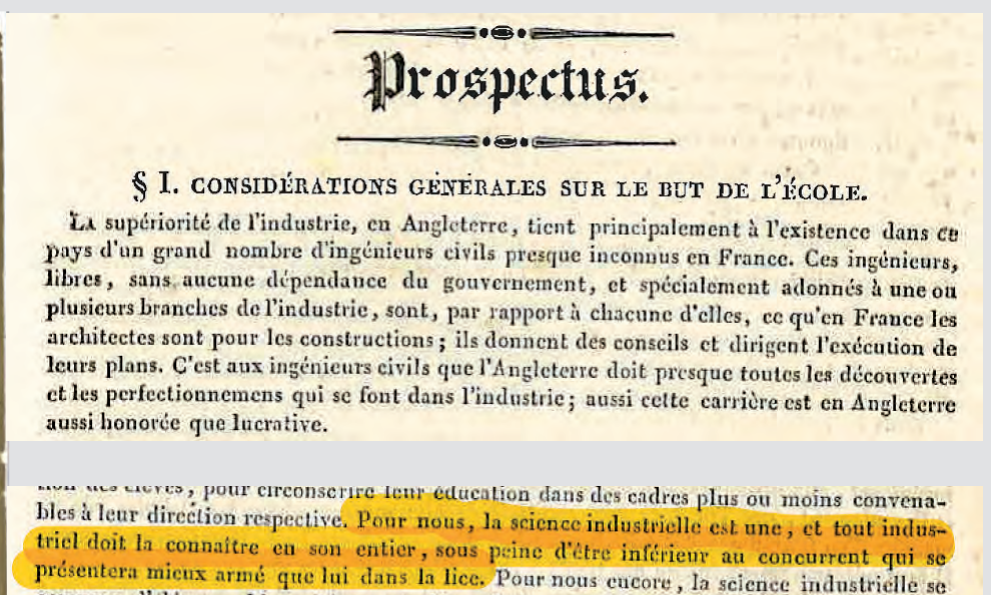 Prospectus.
§ I. CONSIDÉRATIONS GÉNÉRALES SUR LE BUT DE L'ÉCOLE.
LA supériorité de l'industrie, en Angleterre, tient principalement à l'existence dans ce
pays d'un grand nombre d'ingénieurs civils presque inconnus en France. Ces ingénieurs,
libres, sans aucune dépendance du gouvernement, et spécialement adonnés à une ou
plusieurs branches de l'industrie, sont, par rapport à chacune d'elles, ce qu'en France les
architectes sont pour les constructions; ils donnent des conseils et dirigent l'exécution de
leurs plans. C'est aux ingénieurs civils que l'Angleterre doit presque toutes les découvertes
et les perfectionnemens qui se font dans l'industrie; aussi cette carrière est en Angleterre
aussi honorée que lucrative.
des élèves, pour circonscrire leur éducation dans des cadres plus ou moins convena-
bles à leur direction respective. Pour nous, la science industrielle est une, et tout indus-
triel doit la connaître en son entier, sous peine d'être inférieur au concurrent qui se
présentera mieux armé que lui dans la lice. Pour nous encore, la science industrielle se